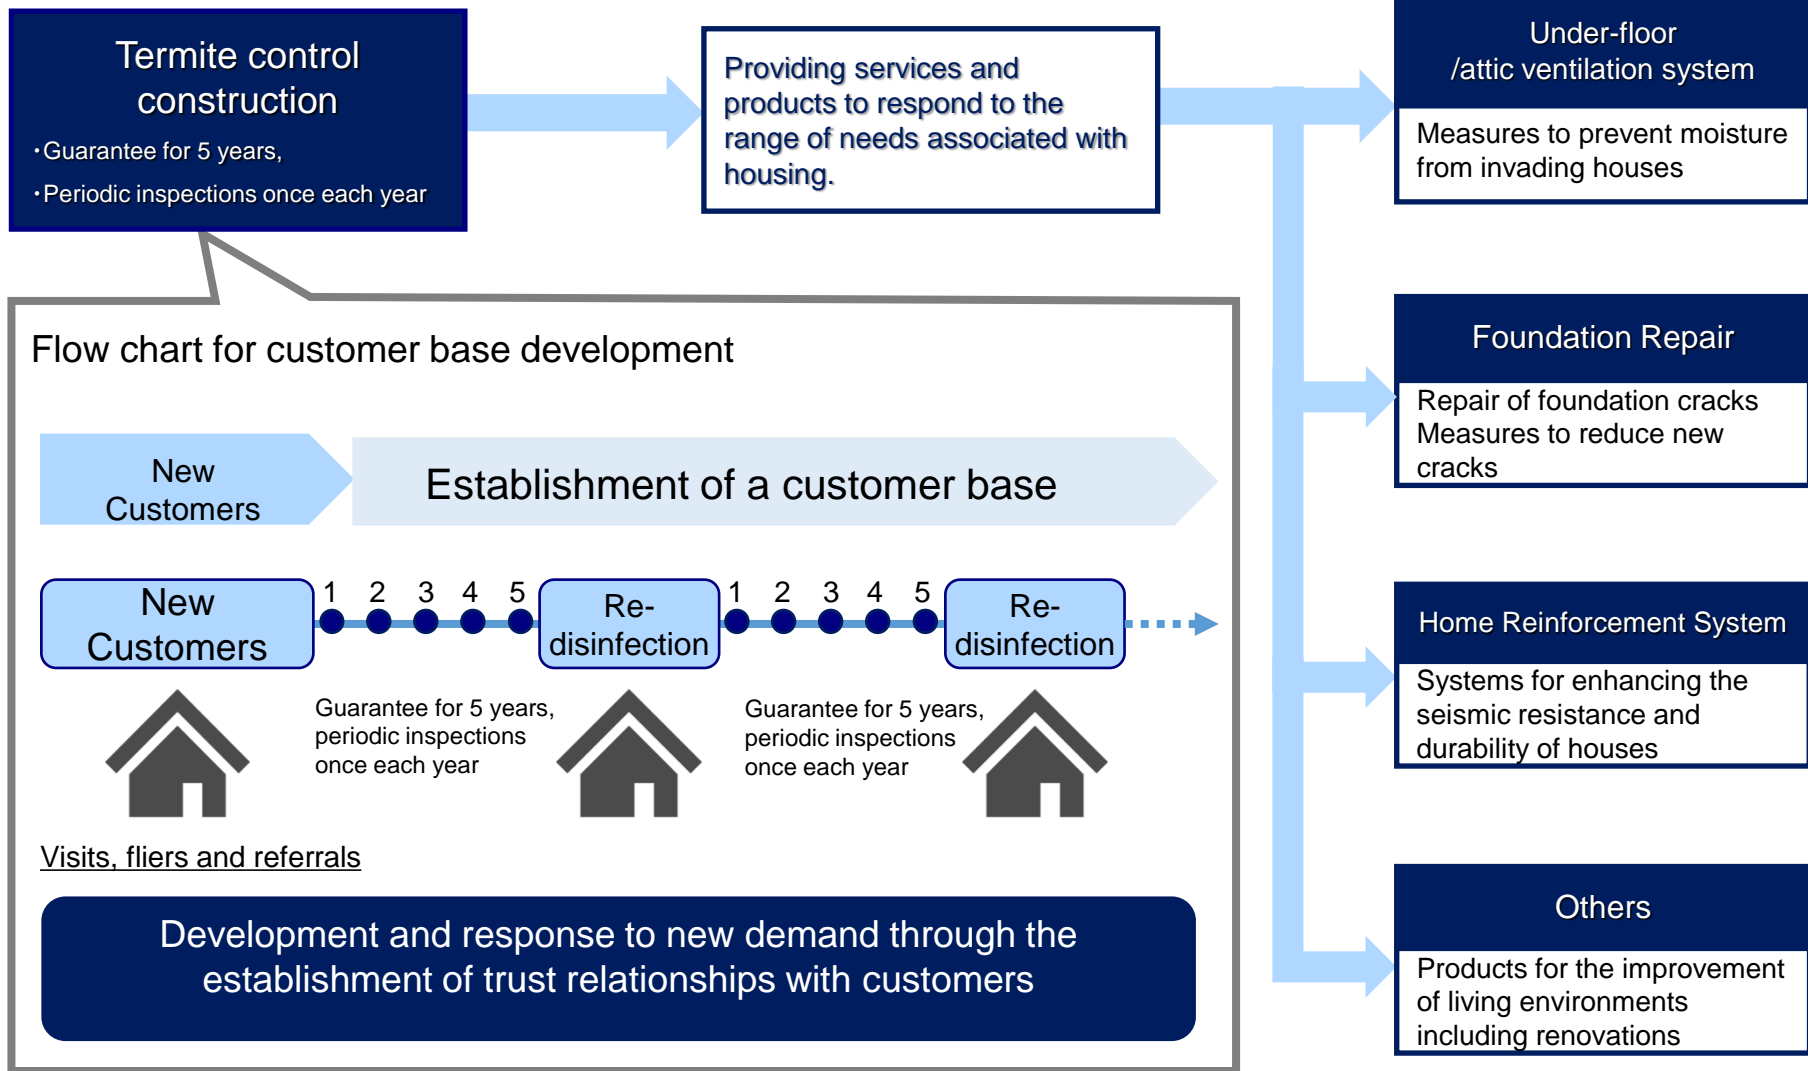 Termite control
construction
・Guarantee for 5 years,
・Periodic inspections once each year
Providing services and
products to respond to the
range of needs associated with
housing.
Under-floor
/attic ventilation system
Measures to prevent moisture
from invading houses
Foundation Repair
Repair of foundation cracks
Measures to reduce new
cracks
Home Reinforcement System
Systems for enhancing the
seismic resistance and
durability of houses
Others
Products for the improvement
of living environments
including renovations
Flow chart for customer base development
New
Customers
Establishment of a customer base
New
Customers
1 2 3 4 5
Re-
disinfection
1 2 3 4 5
Re-
disinfection
Guarantee for 5 years,
periodic inspections
once each year
Guarantee for 5 years,
periodic inspections
once each year
Visits, fliers and referrals
Development and response to new demand through the
establishment of trust relationships with customers